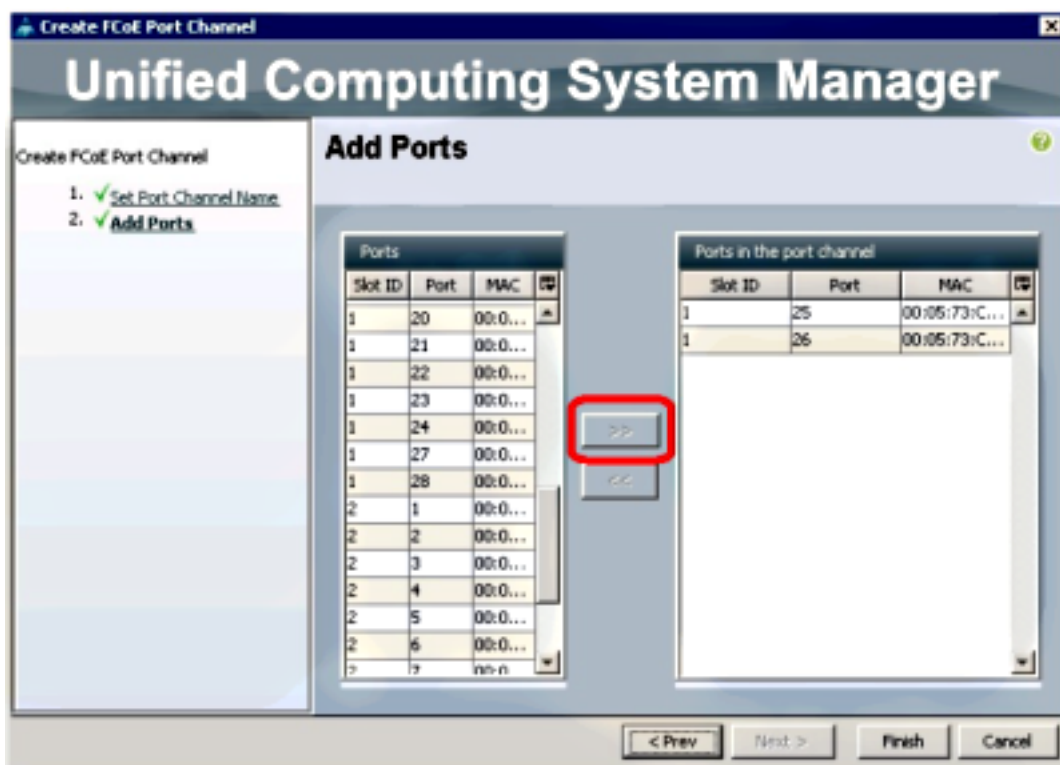 Create FCoE Port Channel
Unified Computing System Manager
Create FCoE Port Channel
1. Set Port Channel Name
2. Add Ports
Add Ports
?
Ports
Slot ID Port MAC
1 20 00:0...
1 21 00:0...
1 22 00:0...
1 23 00:0...
1 24 00:0...
1 27 00:0...
1 28 00:0...
2 1 00:0...
2 2 00:0...
2 3 00:0...
2 4 00:0...
2 5 00:0...
2 6 00:0...
2 7
>>
<<
Ports in the port channel
Slot ID Port MAC
1 25 00:05:73:C...
1 26 00:05:73:C...
< Prev Next > Finish Cancel